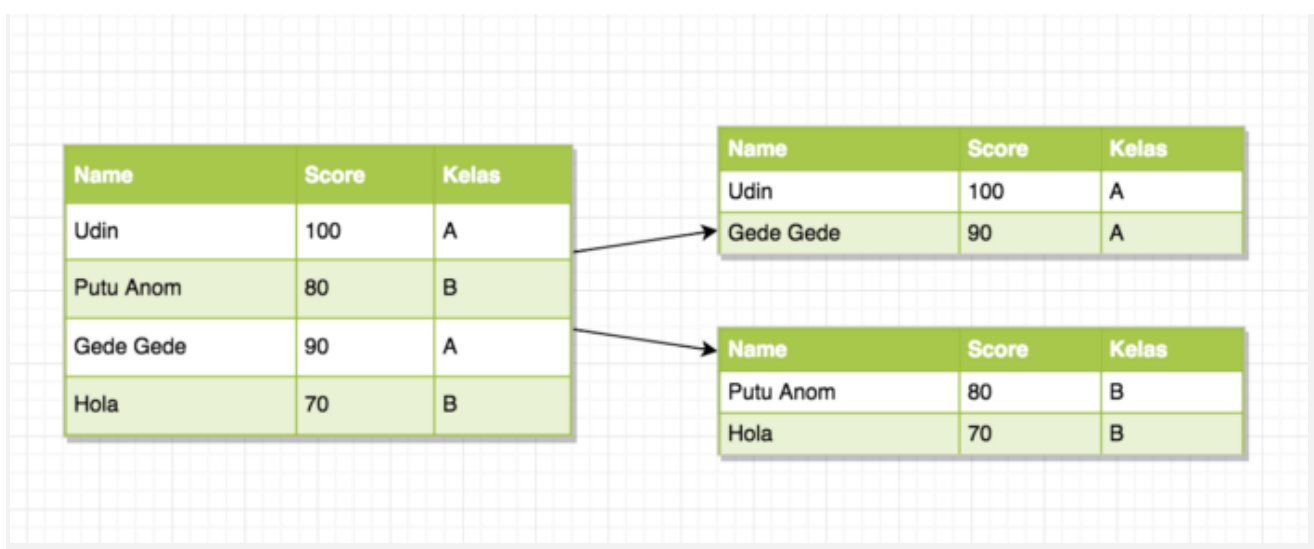 Name Score Kelas
Udin 100 A
Putu Anom 80 B
Gede Gede 90 A
Hola 70 B
Name Score Kelas
Udin 100 A
Gede Gede 90 A
Name Score Kelas
Putu Anom 80 B
Hola 70 B